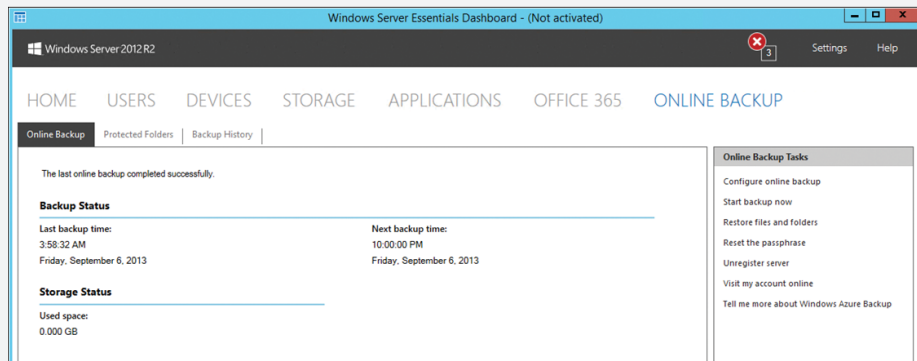 Windows Server Essentials Dashboard - (Not activated)
Windows Server 2012 R2
3
Settings
Help
HOME USERS DEVICES STORAGE APPLICATIONS OFFICE 365 ONLINE BACKUP
Online Backup Protected Folders Backup History
The last online backup completed successfully.
Backup Status
Last backup time:
3:58:32 AM
Friday, September 6, 2013
Next backup time:
10:00:00 PM
Friday, September 6, 2013
Storage Status
Used space:
0.000 GB
Online Backup Tasks
Configure online backup
Start backup now
Restore files and folders
Reset the passphrase
Unregister server
Visit my account online
Tell me more about Windows Azure Backup